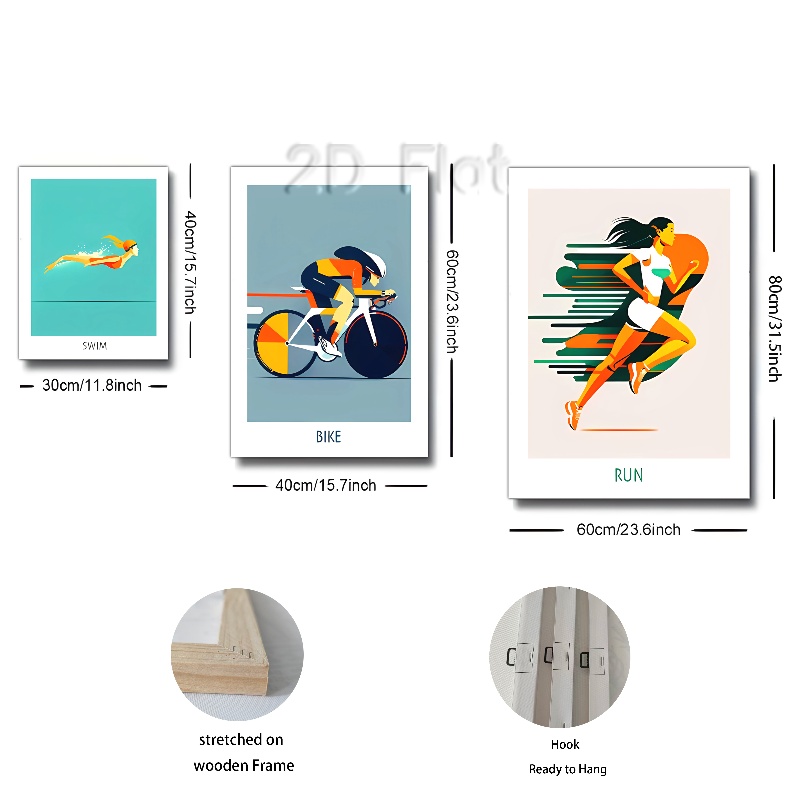 2D Flat
SWIM
40cm/15.7inch
30cm/11.8inch
BIKE
60cm/23.6inch
40cm/15.7inch
RUN
80cm/31.5inch
60cm/23.6inch
stretched on
wooden Frame
Hook
Ready to Hang